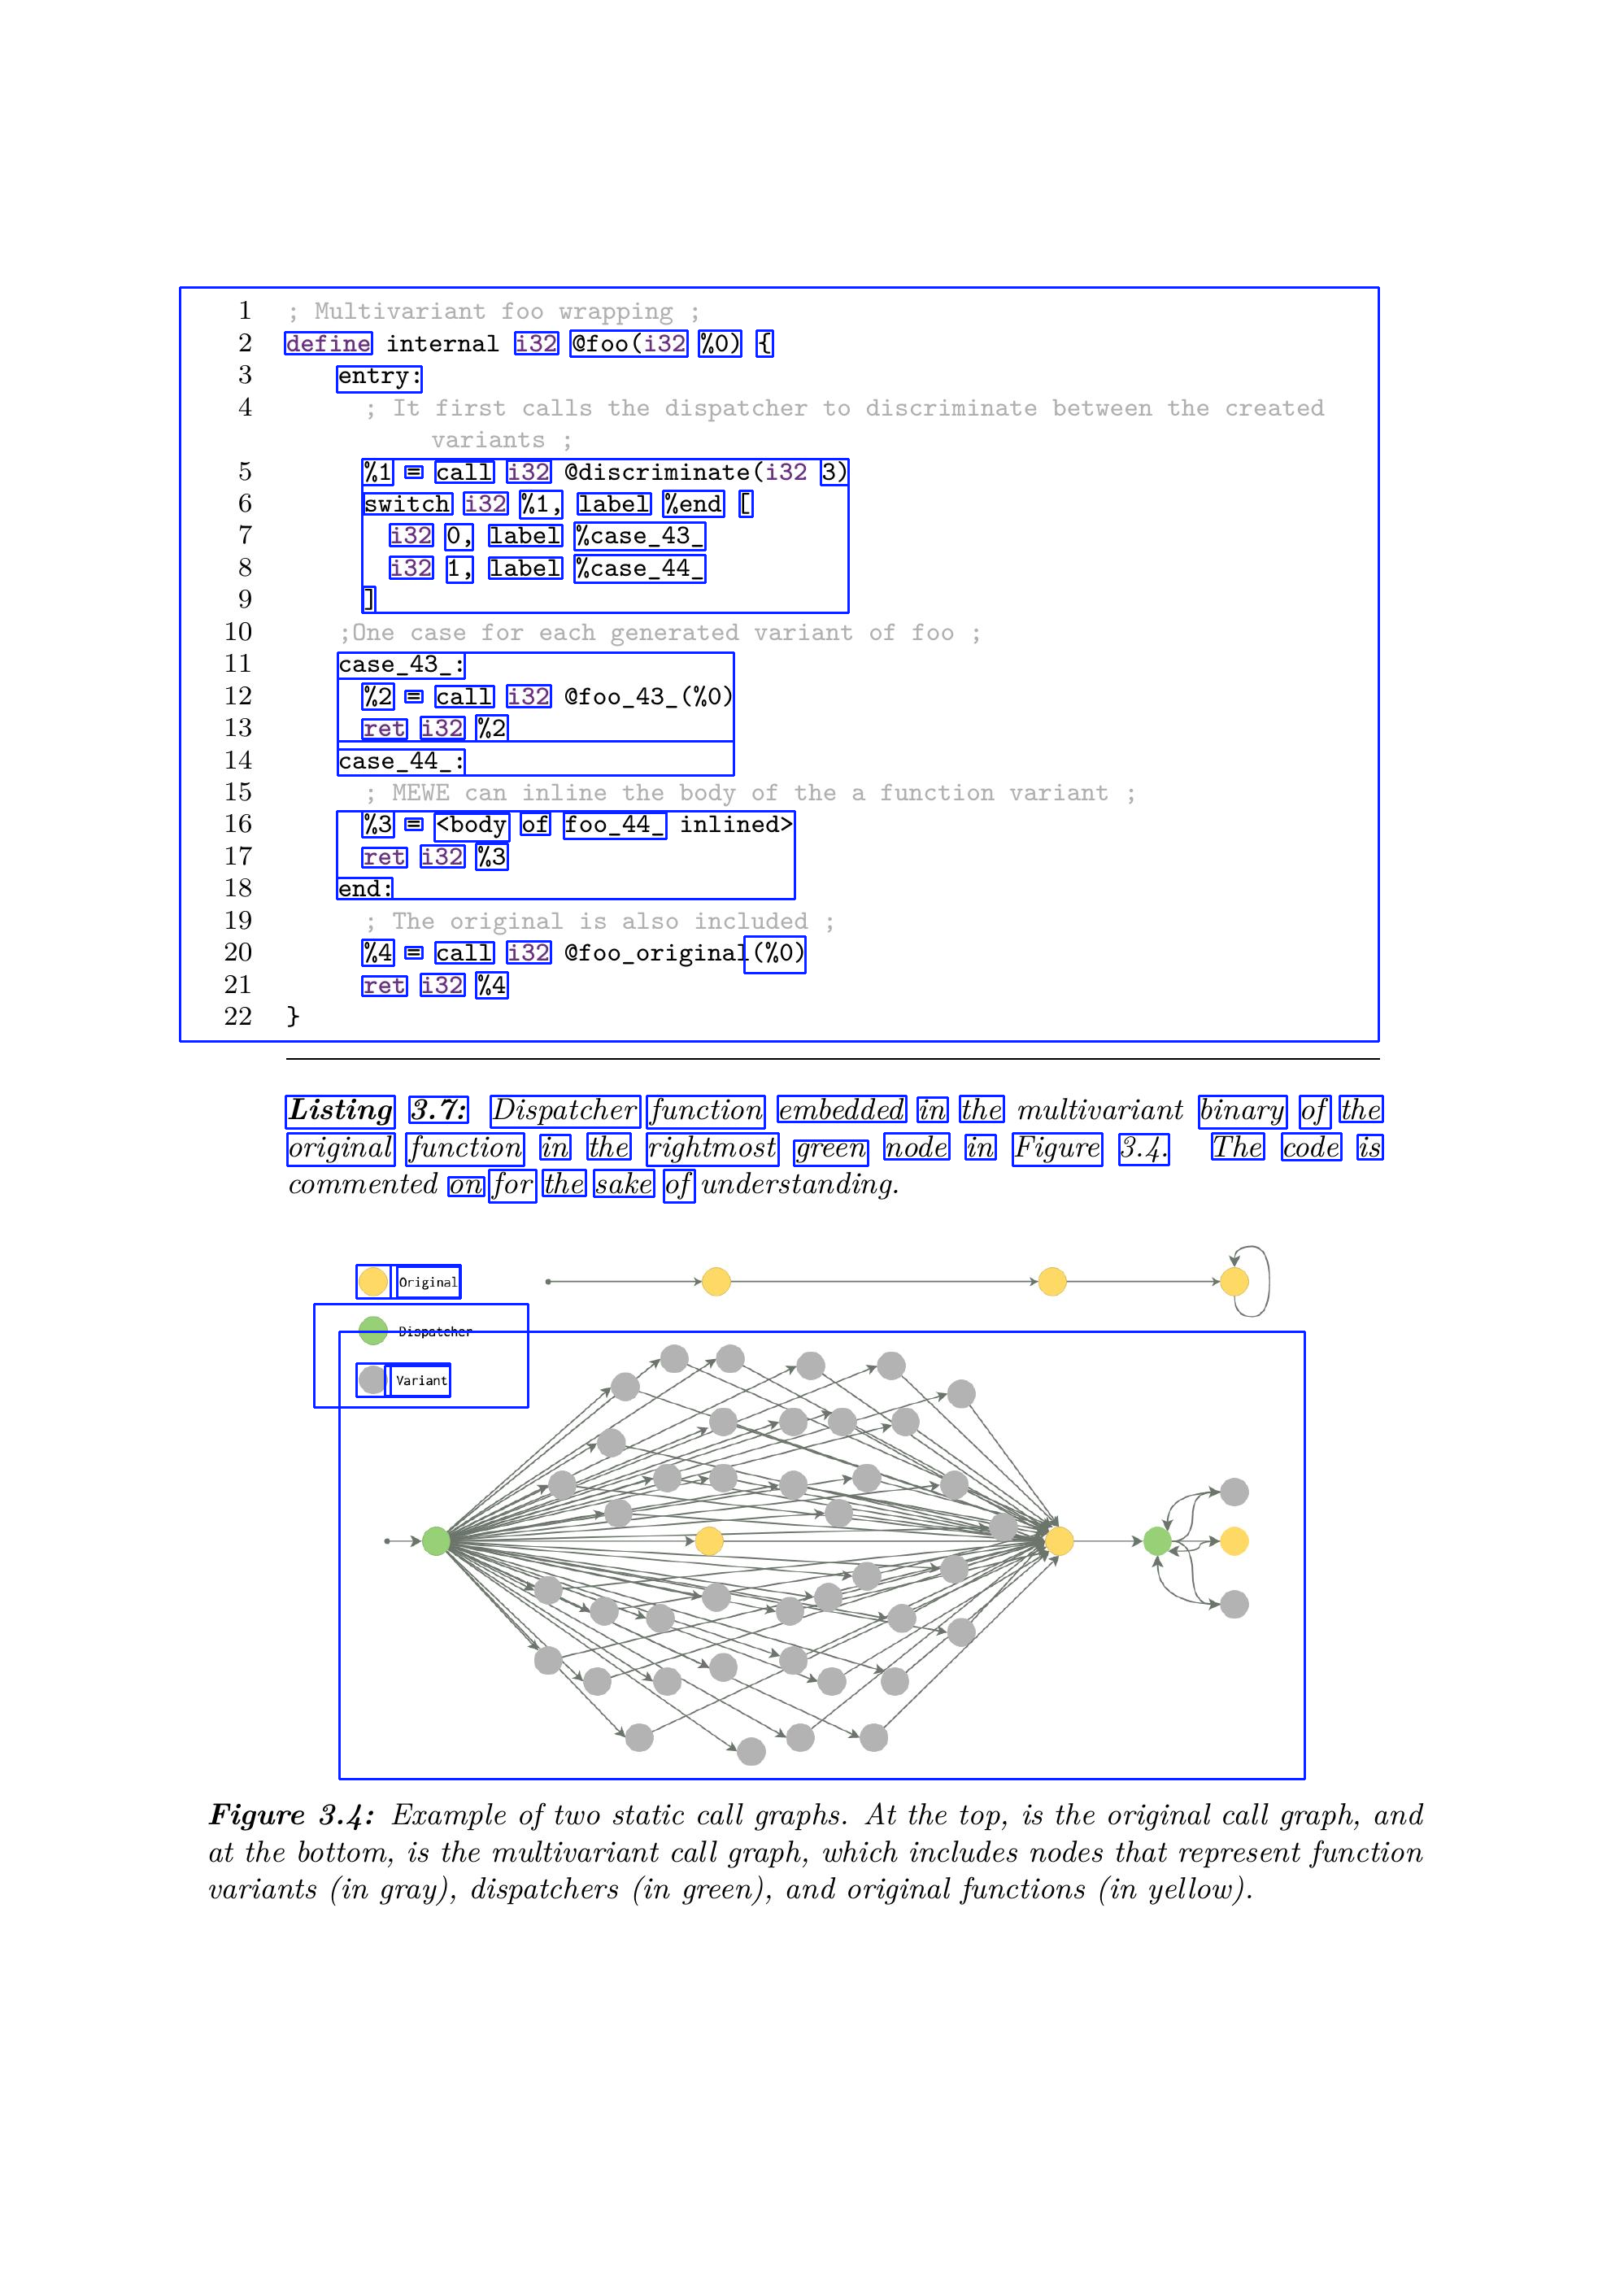 1 ; Multivariant foo wrapping ;
2 define internal i32 @foo(i32 %0) {
3 entry:
4 ; It first calls the dispatcher to discriminate between the created
variants ;
5 %1 = call i32 @discriminate(i32 3)
6 switch i32 %1, label %end [
7 i32 0, label %case_43_
8 i32 1, label %case_44_
9 ]
10 ;One case for each generated variant of foo ;
11 case_43_:
12 %2 = call i32 @foo_43_(%0)
13 ret i32 %2
14 case_44_:
15 ; MEWE can inline the body of the a function variant ;
16 %3 = <body of foo_44_ inlined>
17 ret i32 %3
18 end:
19 ; The original is also included ;
20 %4 = call i32 @foo_original(%0)
21 ret i32 %4
22 }
Listing 3.7: Dispatcher function embedded in the multivariant binary of the
original function in the rightmost green node in Figure 3.4. The code is
commented on for the sake of understanding.
Original
Dispatcher
Variant
Figure 3.4: Example of two static call graphs. At the top, is the original call graph, and
at the bottom, is the multivariant call graph, which includes nodes that represent function
variants (in gray), dispatchers (in green), and original functions (in yellow).